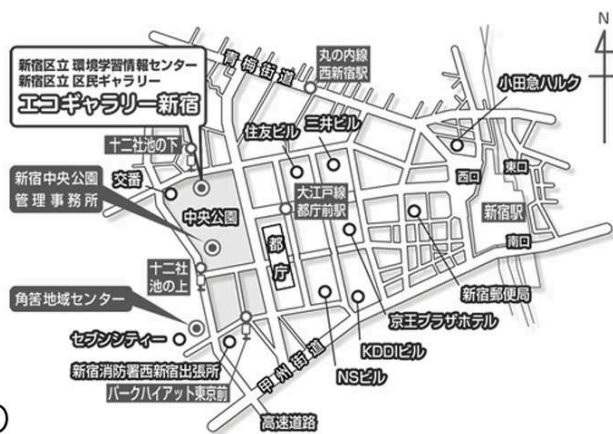 N
新宿区立 環境学習情報センター
新宿区立 区民ギャラリー
エコギャラリー新宿
青梅街道
丸の内線
西新宿駅
小田急ハルク
三井ビル
住友ビル
十二社池の下
交番
新宿中央公園
管理事務所
中央公園
大江戸線
都庁前駅
都庁
西口
東口
新宿駅
南口
十二社
池の上
角筈地域センター
セブンシティー
新宿消防署西新宿出張所
パークハイアット東京前
新宿郵便局
京王プラザホテル
KDDIビル
NSビル
甲州街道
高速道路